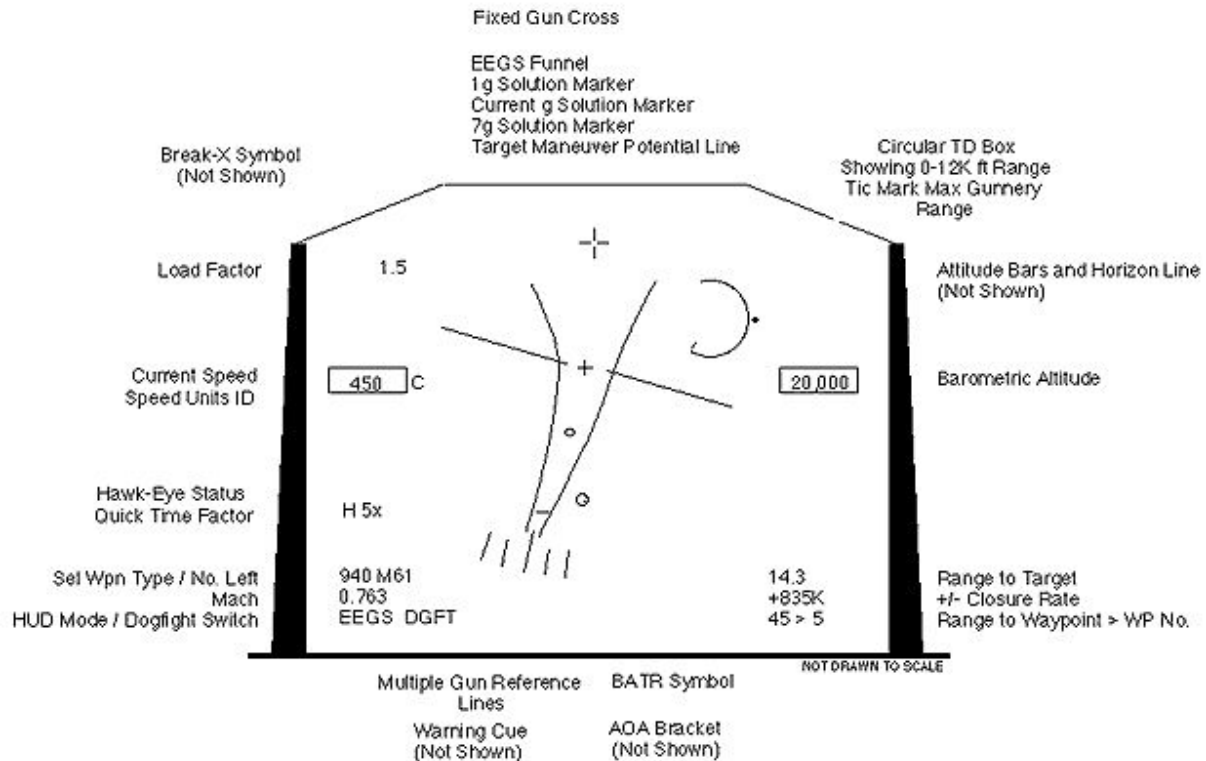 Fixed Gun Cross
EEGS Funnel
1g Solution Marker
Current g Solution Marker
7g Solution Marker
Target Maneuver Potential Line
Break-X Symbol
(Not Shown)
Circular TD Box
Showing 0-12K ft Range
Tic Mark Max Gunnery
Range
Load Factor
1.5
Attitude Bars and Horizon Line
(Not Shown)
Current Speed
Speed Units ID
450 C
20,000
Barometric Altitude
Hawk-Eye Status
Quick Time Factor
H 5x
Sel Wpn Type / No. Left
940 M61
14.3
Range to Target
Mach
0.763
+835K
+/- Closure Rate
HUD Mode / Dogfight Switch
EEGS DGFT
45 > 5
Range to Waypoint > WP No.
NOT DRAWN TO SCALE
Multiple Gun Reference
Lines
BATR Symbol
Warning Cue
(Not Shown)
AOA Bracket
(Not Shown)